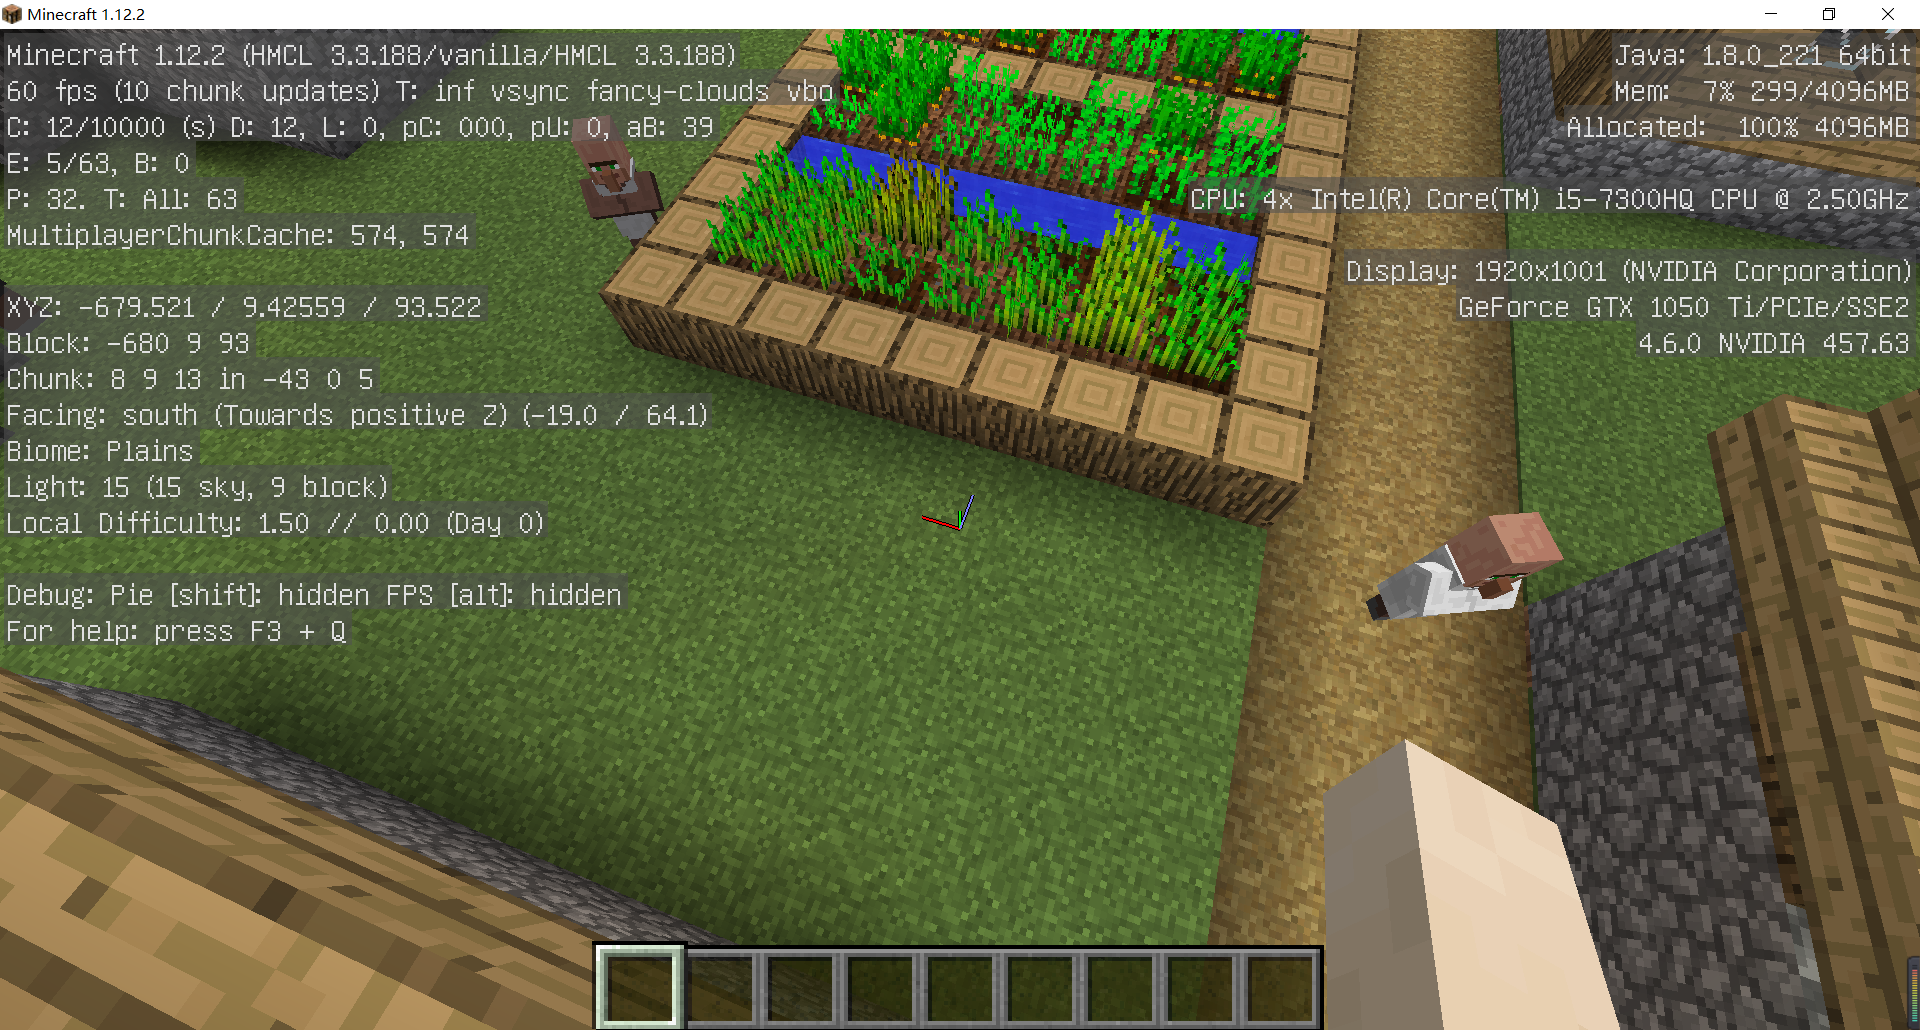 Minecraft 1.12.2
Minecraft 1.12.2 (HMCL 3.3.188/vanilla/HMCL 3.3.188)
60 fps (10 chunk updates) T: inf vsync fancy-clouds vbo
C: 12/10000 (s) D: 12, L: 0, pC: 000, pU: 0, aB: 39
E: 5/63, B: 0
P: 32. T: All: 63
MultiplayerChunkCache: 574, 574
XYZ: -679.521 / 9.42559 / 93.522
Block: -680 9 93
Chunk: 8 9 13 in -43 0 5
Facing: south (Towards positive Z) (-19.0 / 64.1)
Biome: Plains
Light: 15 (15 sky, 9 block)
Local Difficulty: 1.50 // 0.00 (Day 0)
Debug: Pie [shift]: hidden FPS [alt]: hidden
For help: press F3 + Q
Java: 1.8.0_221 64bit
Mem: 7% 299/4096MB
Allocated: 100% 4096MB
CPU: 4x Intel(R) Core(TM) i5-7300HQ CPU @ 2.50GHz
Display: 1920x1001 (NVIDIA Corporation)
GeForce GTX 1050 Ti/PCIe/SSE2
4.6.0 NVIDIA 457.63